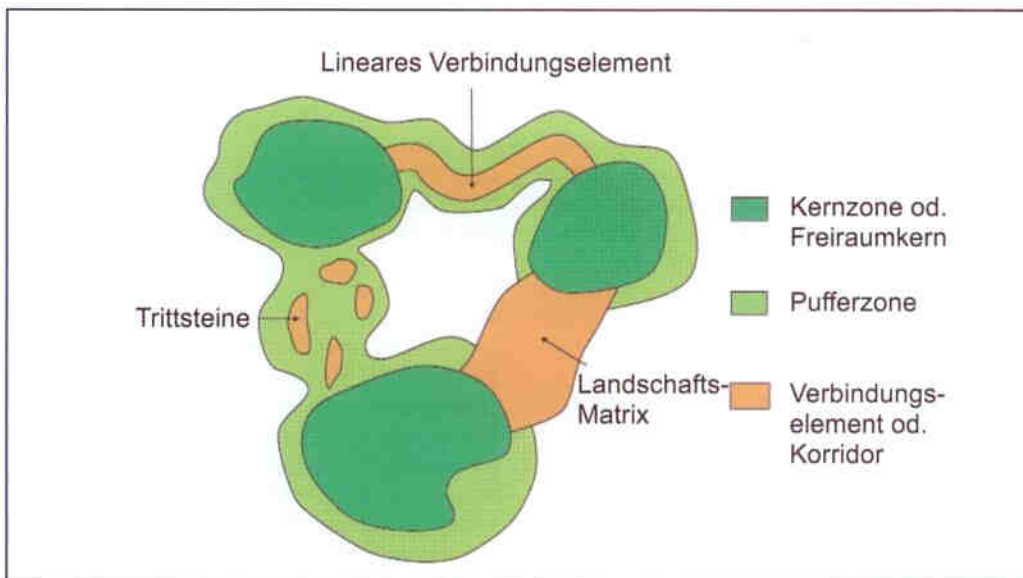 Lineares Verbindungselement
Kernzone od.
Freiraumkern
Pufferzone
Trittsteine
Landschafts-
Matrix
Verbindungs-
element od.
Korridor